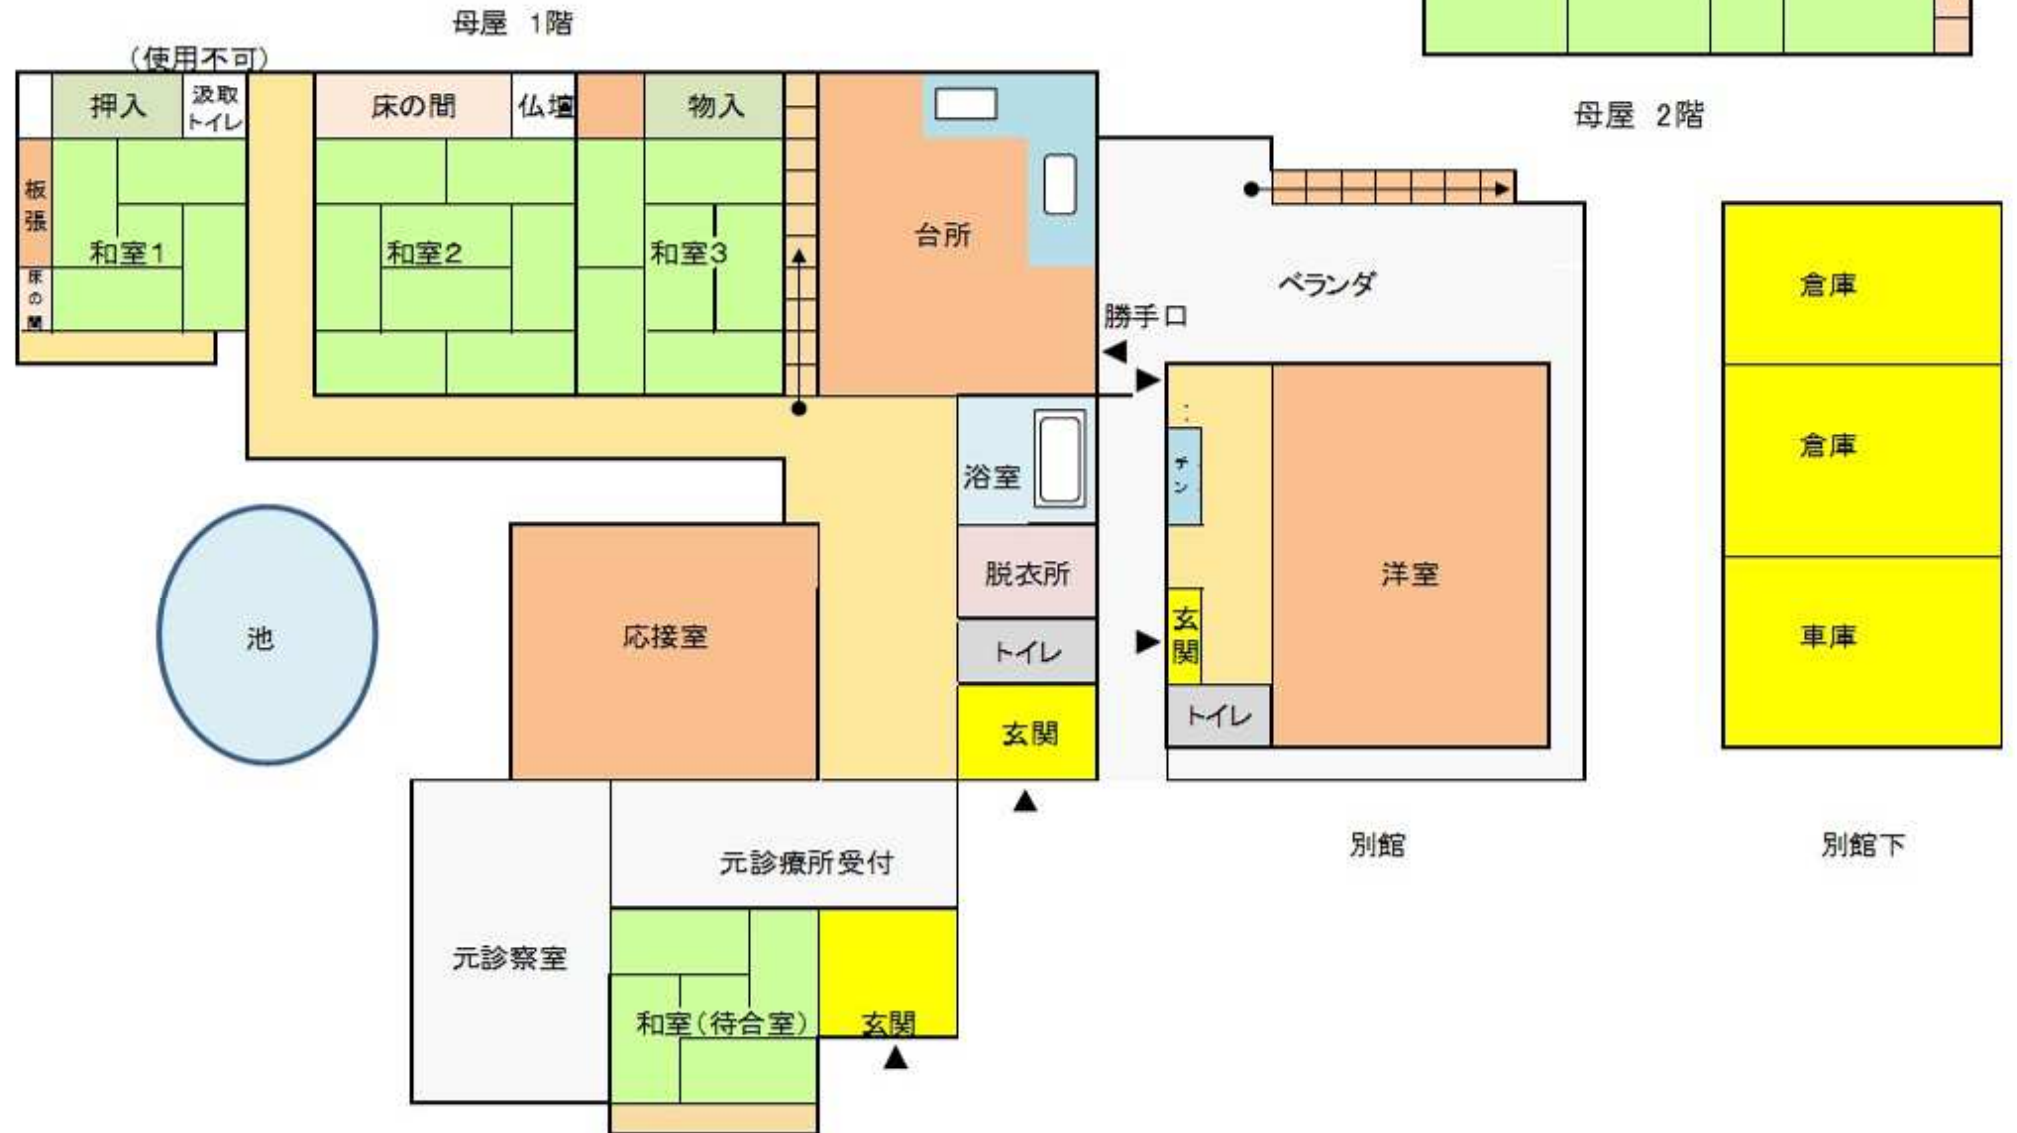 母屋 1階
(使用不可)
押入
汲取
トイレ
床の間
仏壇
物入
母屋 2階
板張
和室1
和室2
和室3
台所
床の間
勝手口
ベランダ
倉庫
倉庫
浴室
チン
洋室
脱衣所
池
応接室
トイレ
玄関
車庫
玄関
トイレ
元診療所受付
別館
別館下
元診察室
和室(待合室)
玄関